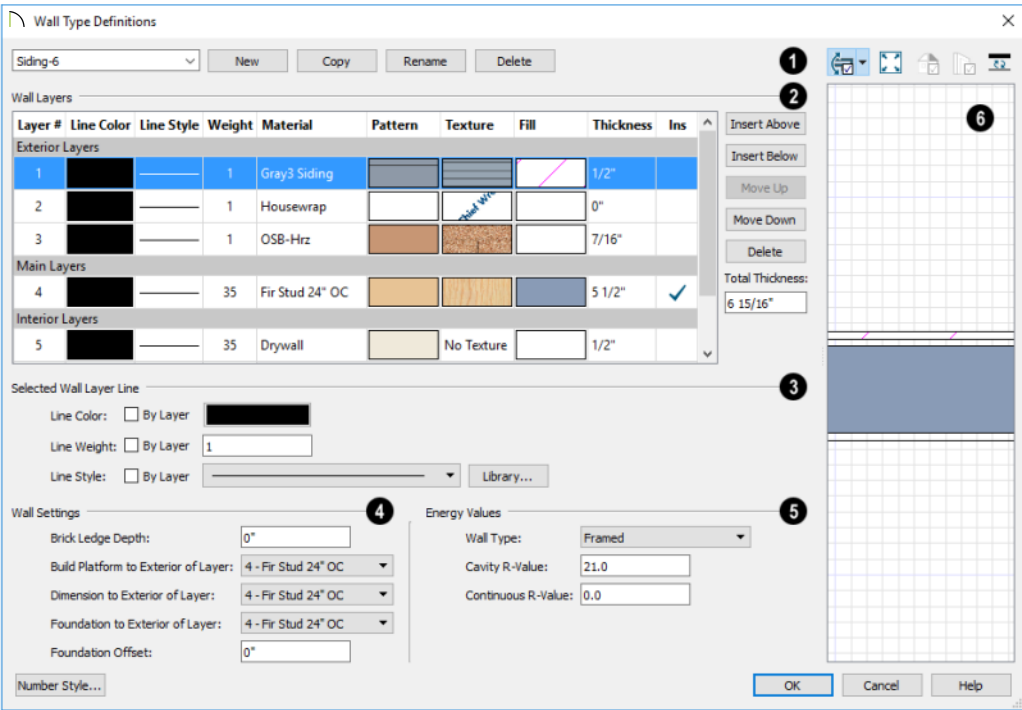 Wall Type Definitions
Siding-6 New Copy Rename Delete 1
Wall Layers 2
Layer # Line Color Line Style Weight Material Pattern Texture Fill Thickness Ins
Exterior Layers
1 1 Gray3 Siding 1/2"
2 1 Housewrap 0"
3 1 OSB-Hrz 7/16"
Main Layers
4 35 Fir Stud 24" OC 5 1/2"
Interior Layers
5 35 Drywall No Texture 1/2"
Insert Above
Insert Below
Move Up
Move Down
Delete
Total Thickness:
6 15/16"
6
Selected Wall Layer Line 3
Line Color: By Layer
Line Weight: By Layer 1
Line Style: By Layer Library...
Wall Settings 4
Brick Ledge Depth: 0"
Build Platform to Exterior of Layer: 4 - Fir Stud 24" OC
Dimension to Exterior of Layer: 4 - Fir Stud 24" OC
Foundation to Exterior of Layer: 4 - Fir Stud 24" OC
Foundation Offset: 0"
Energy Values 5
Wall Type: Framed
Cavity R-Value: 21.0
Continuous R-Value: 0.0
Number Style... OK Cancel Help